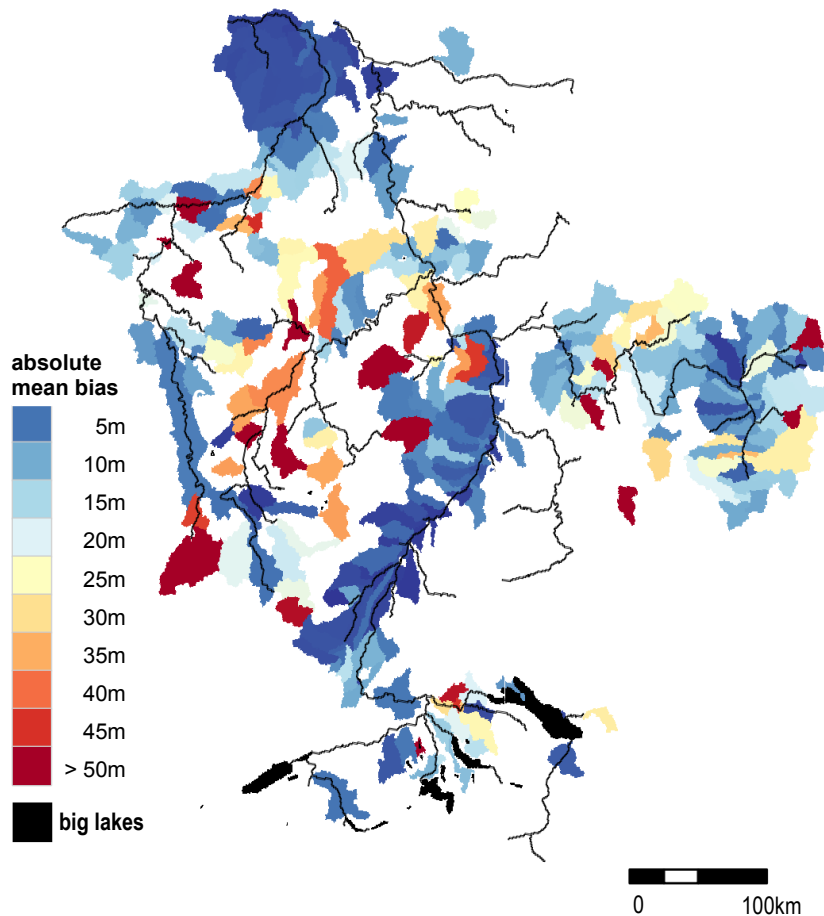 absolute
mean bias
5m
10m
15m
20m
25m
30m
35m
40m
45m
> 50m
big lakes
0 100km